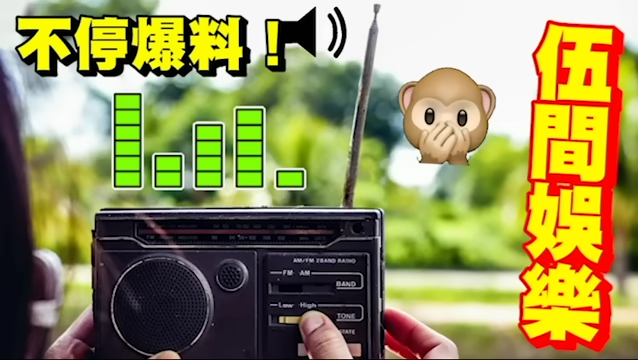 不停爆料！
伍間娛樂
AM/FM 2 BAND RADIO
FM AM
BAND
Low High
TONE
STATE